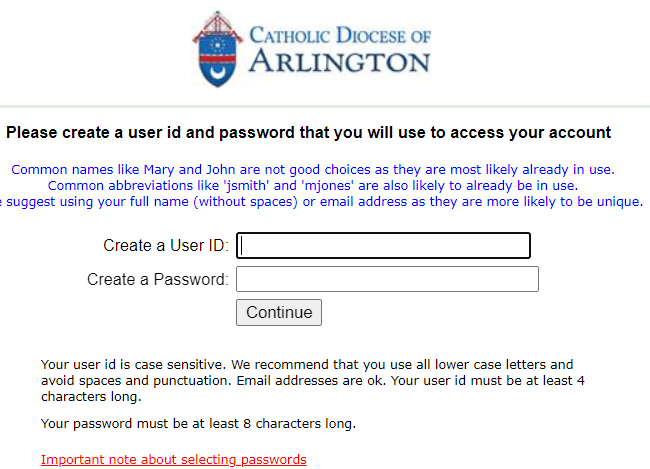 CATHOLIC DIOCESE OF
ARLINGTON
Please create a user id and password that you will use to access your account
Common names like Mary and John are not good choices as they are most likely already in use.
Common abbreviations like 'jsmith' and 'mjones' are also likely to already be in use.
suggest using your full name (without spaces) or email address as they are more likely to be unique.
Create a User ID:
Create a Password:
Continue
Your user id is case sensitive. We recommend that you use all lower case letters and
avoid spaces and punctuation. Email addresses are ok. Your user id must be at least 4
characters long.
Your password must be at least 8 characters long.
Important note about selecting passwords